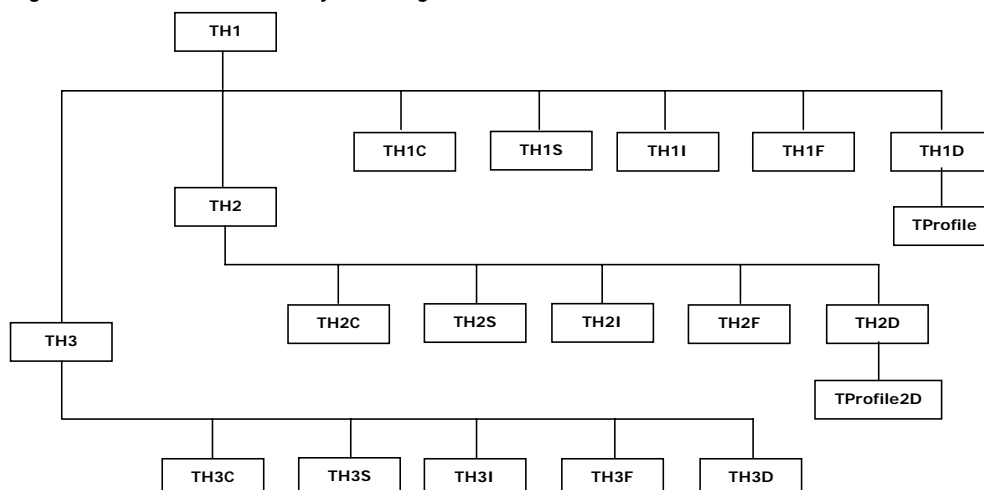 TH1
TH1C
TH1S
TH1I
TH1F
TH1D
TH2
TProfile
TH2C
TH2S
TH2I
TH2F
TH2D
TH3
TProfile2D
TH3C
TH3S
TH3I
TH3F
TH3D